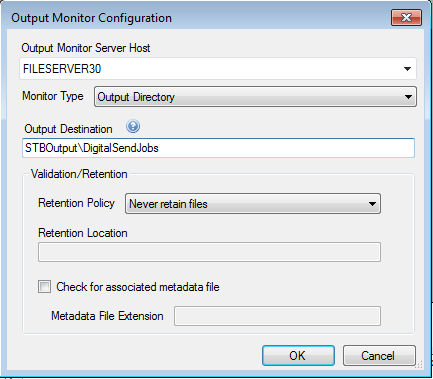 Output Monitor Configuration
Output Monitor Server Host
FILESERVER30
Monitor Type Output Directory
Output Destination
STBOutput\DigitalSendJobs
Validation/Retention
Retention Policy Never retain files
Retention Location
Check for associated metadata file
Metadata File Extension
OK Cancel